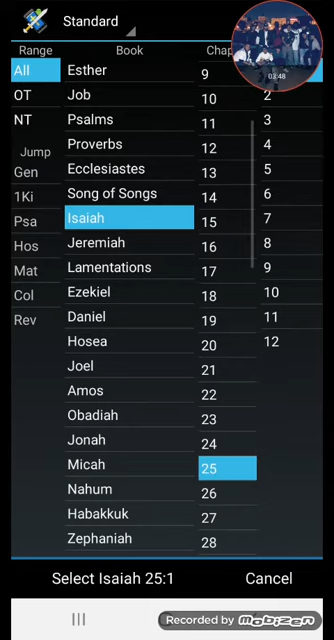 Standard
03:48
Range Book Chap
All
OT
NT
Jump
Gen
1Ki
Psa
Hos
Mat
Col
Rev
Esther
Job
Psalms
Proverbs
Ecclesiastes
Song of Songs
Isaiah
Jeremiah
Lamentations
Ezekiel
Daniel
Hosea
Joel
Amos
Obadiah
Jonah
Micah
Nahum
Habakkuk
Zephaniah
9
10
11
12
13
14
15
16
17
18
19
20
21
22
23
24
25
26
27
28
2
3
4
5
6
7
8
9
10
11
12
Select Isaiah 25:1 Cancel
Recorded by Mobizen